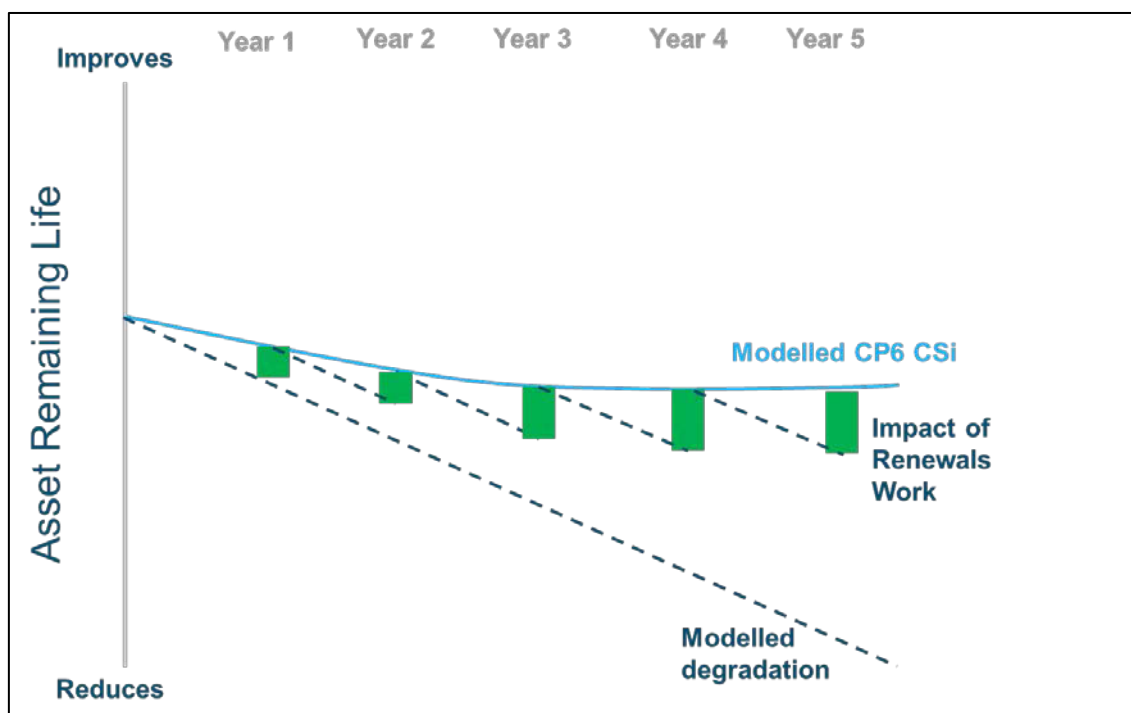 Year 1
Year 2
Year 3
Year 4
Year 5
Improves
Asset Remaining Life
Modelled CP6 CSi
Impact of
Renewals
Work
Modelled
degradation
Reduces